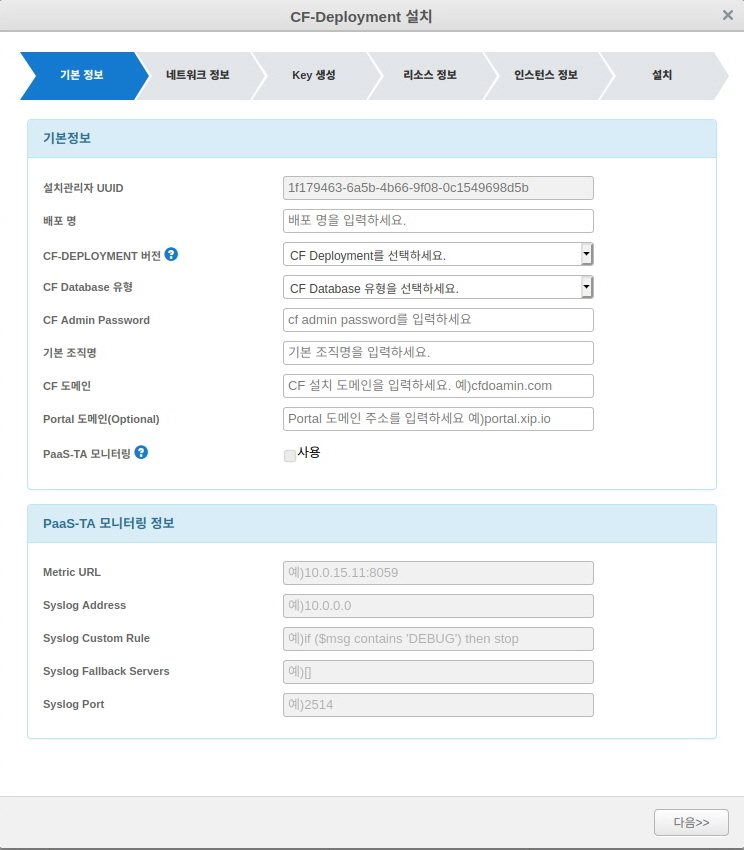 CF-Deployment 설치
기본 정보
네트워크 정보
Key 생성
리소스 정보
인스턴스 정보
설치
기본정보
설치관리자 UUID
1f179463-6a5b-4b66-9f08-0c1549698d5b
배포 명
배포 명을 입력하세요.
CF-DEPLOYMENT 버전 ?
CF Deployment를 선택하세요.
CF Database 유형
CF Database 유형을 선택하세요.
CF Admin Password
cf admin password를 입력하세요
기본 조직명
기본 조직명을 입력하세요.
CF 도메인
CF 설치 도메인을 입력하세요. 예)cfdoamin.com
Portal 도메인(Optional)
Portal 도메인 주소를 입력하세요 예)portal.xip.io
PaaS-TA 모니터링 ?
사용
PaaS-TA 모니터링 정보
Metric URL
예)10.0.15.11:8059
Syslog Address
예)10.0.0.0
Syslog Custom Rule
예)if ($msg contains 'DEBUG') then stop
Syslog Fallback Servers
예)[]
Syslog Port
예)2514
다음>>